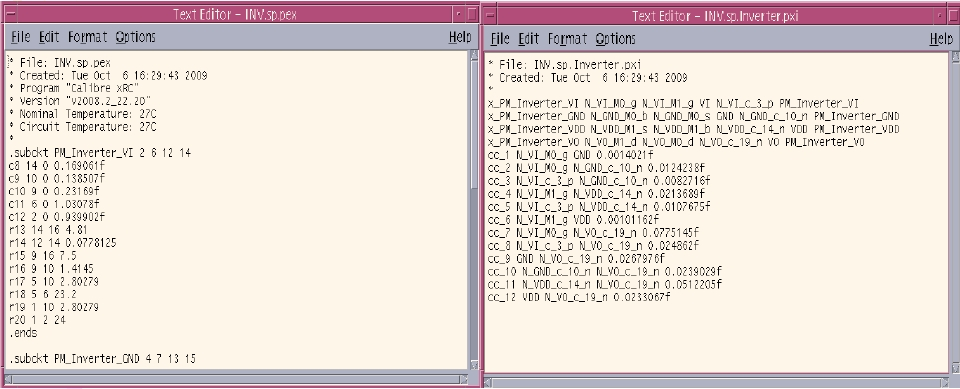 Text Editor – INV.sp.pex
File Edit Format Options Help
* File: INV.sp.pex
* Created: Tue Oct  6 16:29:43 2009
* Program "Calibre xRC"
* Version "v2008.2_22.20"
* Nominal Temperature: 27C
* Circuit Temperature: 27C
*
.subckt PM_Inverter_VI 2 6 12 14
c8 14 0 0.169061f
c9 10 0 0.138507f
c10 9 0 0.23169f
c11 6 0 1.03078f
c12 2 0 0.939902f
r13 14 16 4.81
r14 12 14 0.0778125
r15 9 16 7.5
r16 9 10 1.4145
r17 5 10 2.80279
r18 5 6 23.2
r19 1 10 2.80279
r20 1 2 24
.ends
.subckt PM_Inverter_GND 4 7 13 15
Text Editor – INV.sp.Inverter.pxi
File Edit Format Options Help
* File: INV.sp.Inverter.pxi
* Created: Tue Oct  6 16:29:43 2009
*
x_PM_Inverter_VI N_VI_M0_g N_VI_M1_g VI N_VI_c_3_p PM_Inverter_VI
x_PM_Inverter_GND N_GND_M0_b N_GND_M0_s GND N_GND_c_10_n PM_Inverter_GND
x_PM_Inverter_VDD N_VDD_M1_s N_VDD_M1_b N_VDD_c_14_n VDD PM_Inverter_VDD
x_PM_Inverter_VO N_VO_M1_d N_VO_M0_d N_VO_c_19_n VO PM_Inverter_VO
cc_1 N_VI_M0_g GND 0.0014021f
cc_2 N_VI_M0_g N_GND_c_10_n 0.0124238f
cc_3 N_VI_c_3_p N_GND_c_10_n 0.0082716f
cc_4 N_VI_M1_g N_VDD_c_14_n 0.0213689f
cc_5 N_VI_c_3_p N_VDD_c_14_n 0.0107675f
cc_6 N_VI_M1_g VDD 0.00101162f
cc_7 N_VI_M0_g N_VO_c_19_n 0.0775145f
cc_8 N_VI_c_3_p N_VO_c_19_n 0.024862f
cc_9 GND N_VO_c_19_n 0.0267976f
cc_10 N_GND_c_10_n N_VO_c_19_n 0.0239029f
cc_11 N_VDD_c_14_n N_VO_c_19_n 0.0512205f
cc_12 VDD N_VO_c_19_n 0.0233067f